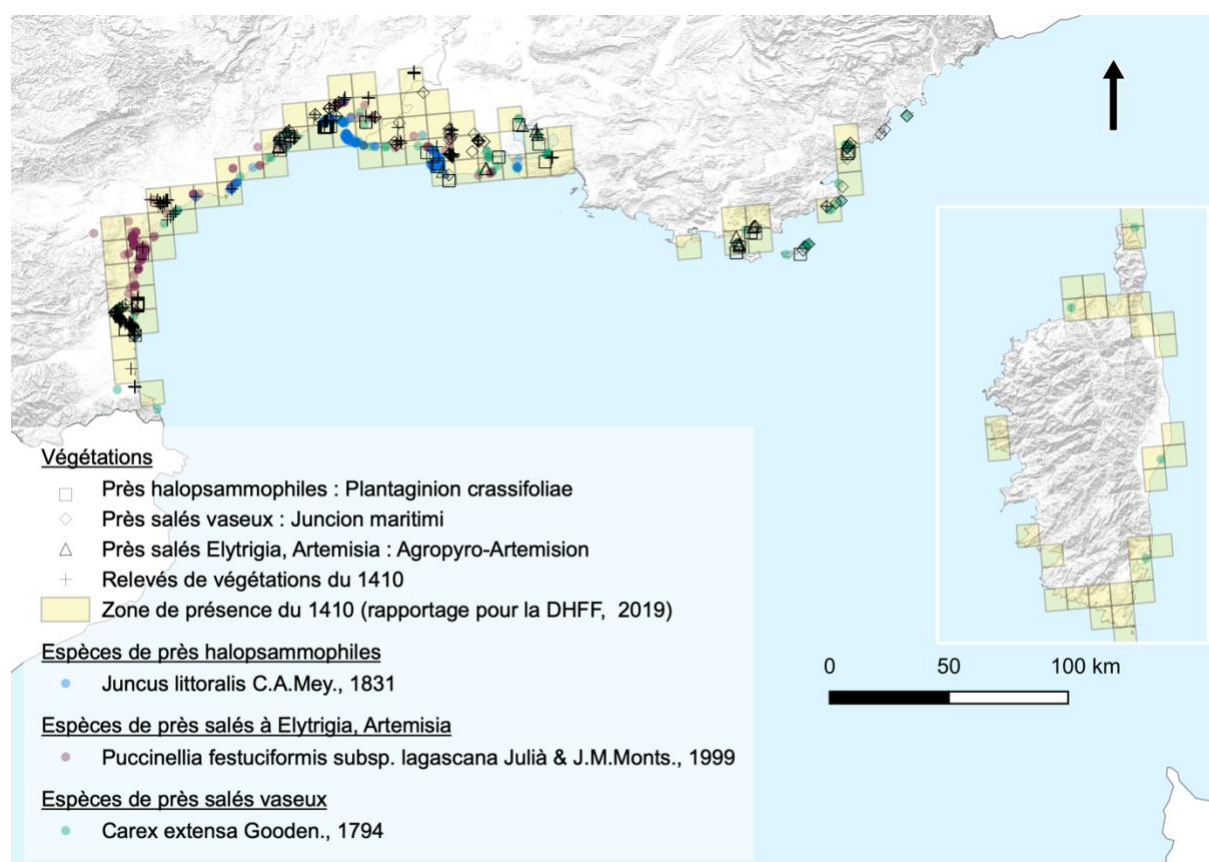 Végétations
Près halopsammophiles : Plantaginion crassifoliae
Près salés vaseux : Juncion maritimi
Près salés Elytrigia, Artemisia : Agropyro-Artemision
Relevés de végétations du 1410
Zone de présence du 1410 (rapportage pour la DHFF, 2019)
Espèces de près halopsammophiles
Juncus littoralis C.A.Mey., 1831
Espèces de près salés à Elytrigia, Artemisia
Puccinellia festuciformis subsp. lagascana Julià & J.M.Monts., 1999
Espèces de près salés vaseux
Carex extensa Gooden., 1794
0 50 100 km